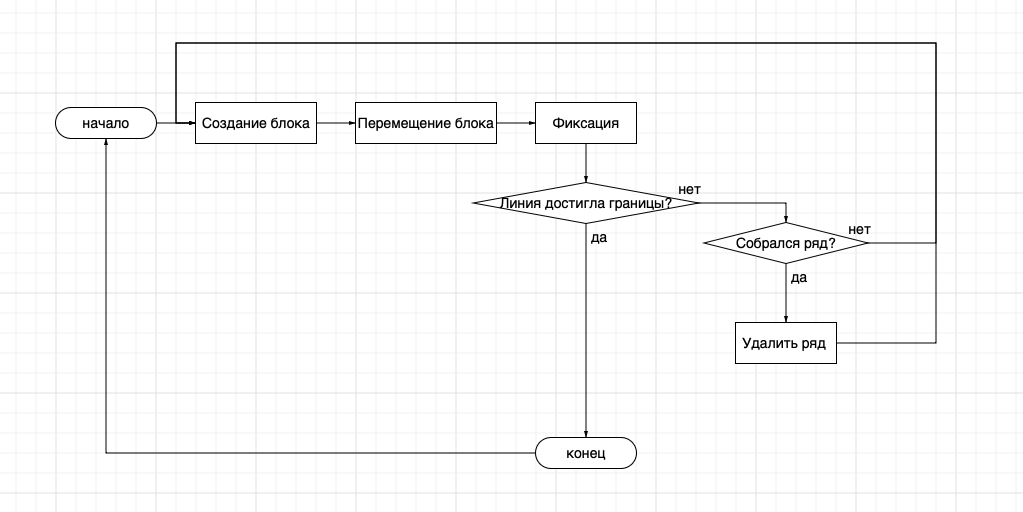 начало
Создание блока
Перемещение блока
Фиксация
Линия достигла границы?
нет
да
Собрался ряд?
нет
да
Удалить ряд
конец